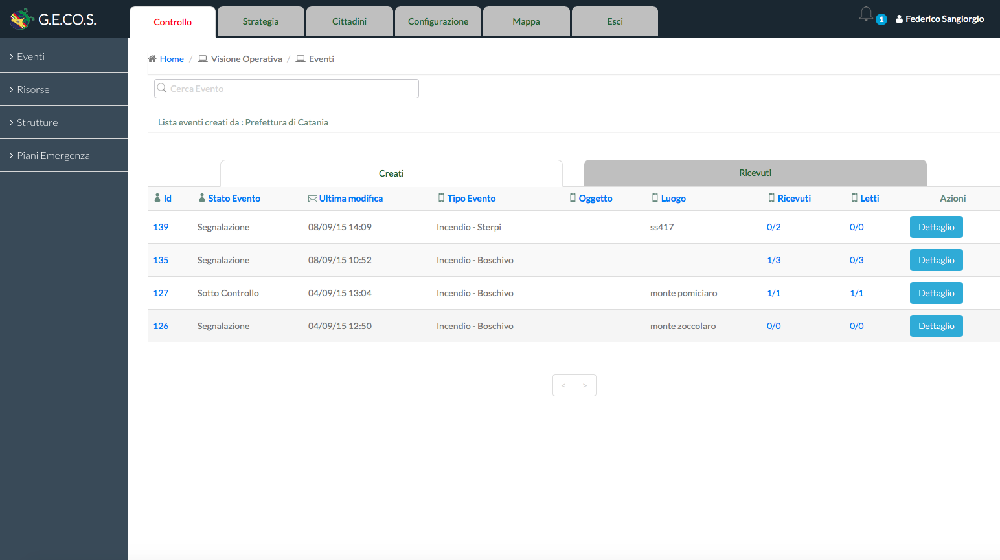 G.E.CO.S.
Controllo
Strategia
Cittadini
Configurazione
Mappa
Esci
1
Federico Sangiorgio
> Eventi
> Risorse
> Strutture
> Piani Emergenza
Home / Visione Operativa / Eventi
Cerca Evento
Lista eventi creati da : Prefettura di Catania
Creati
Ricevuti
Id Stato Evento Ultima modifica Tipo Evento Oggetto Luogo Ricevuti Letti Azioni
139 Segnalazione 08/09/15 14:09 Incendio - Sterpi ss417 0/2 0/0 Dettaglio
135 Segnalazione 08/09/15 10:52 Incendio - Boschivo 1/3 0/3 Dettaglio
127 Sotto Controllo 04/09/15 13:04 Incendio - Boschivo monte pomiciaro 1/1 1/1 Dettaglio
126 Segnalazione 04/09/15 12:50 Incendio - Boschivo monte zoccolaro 0/0 0/0 Dettaglio
< >